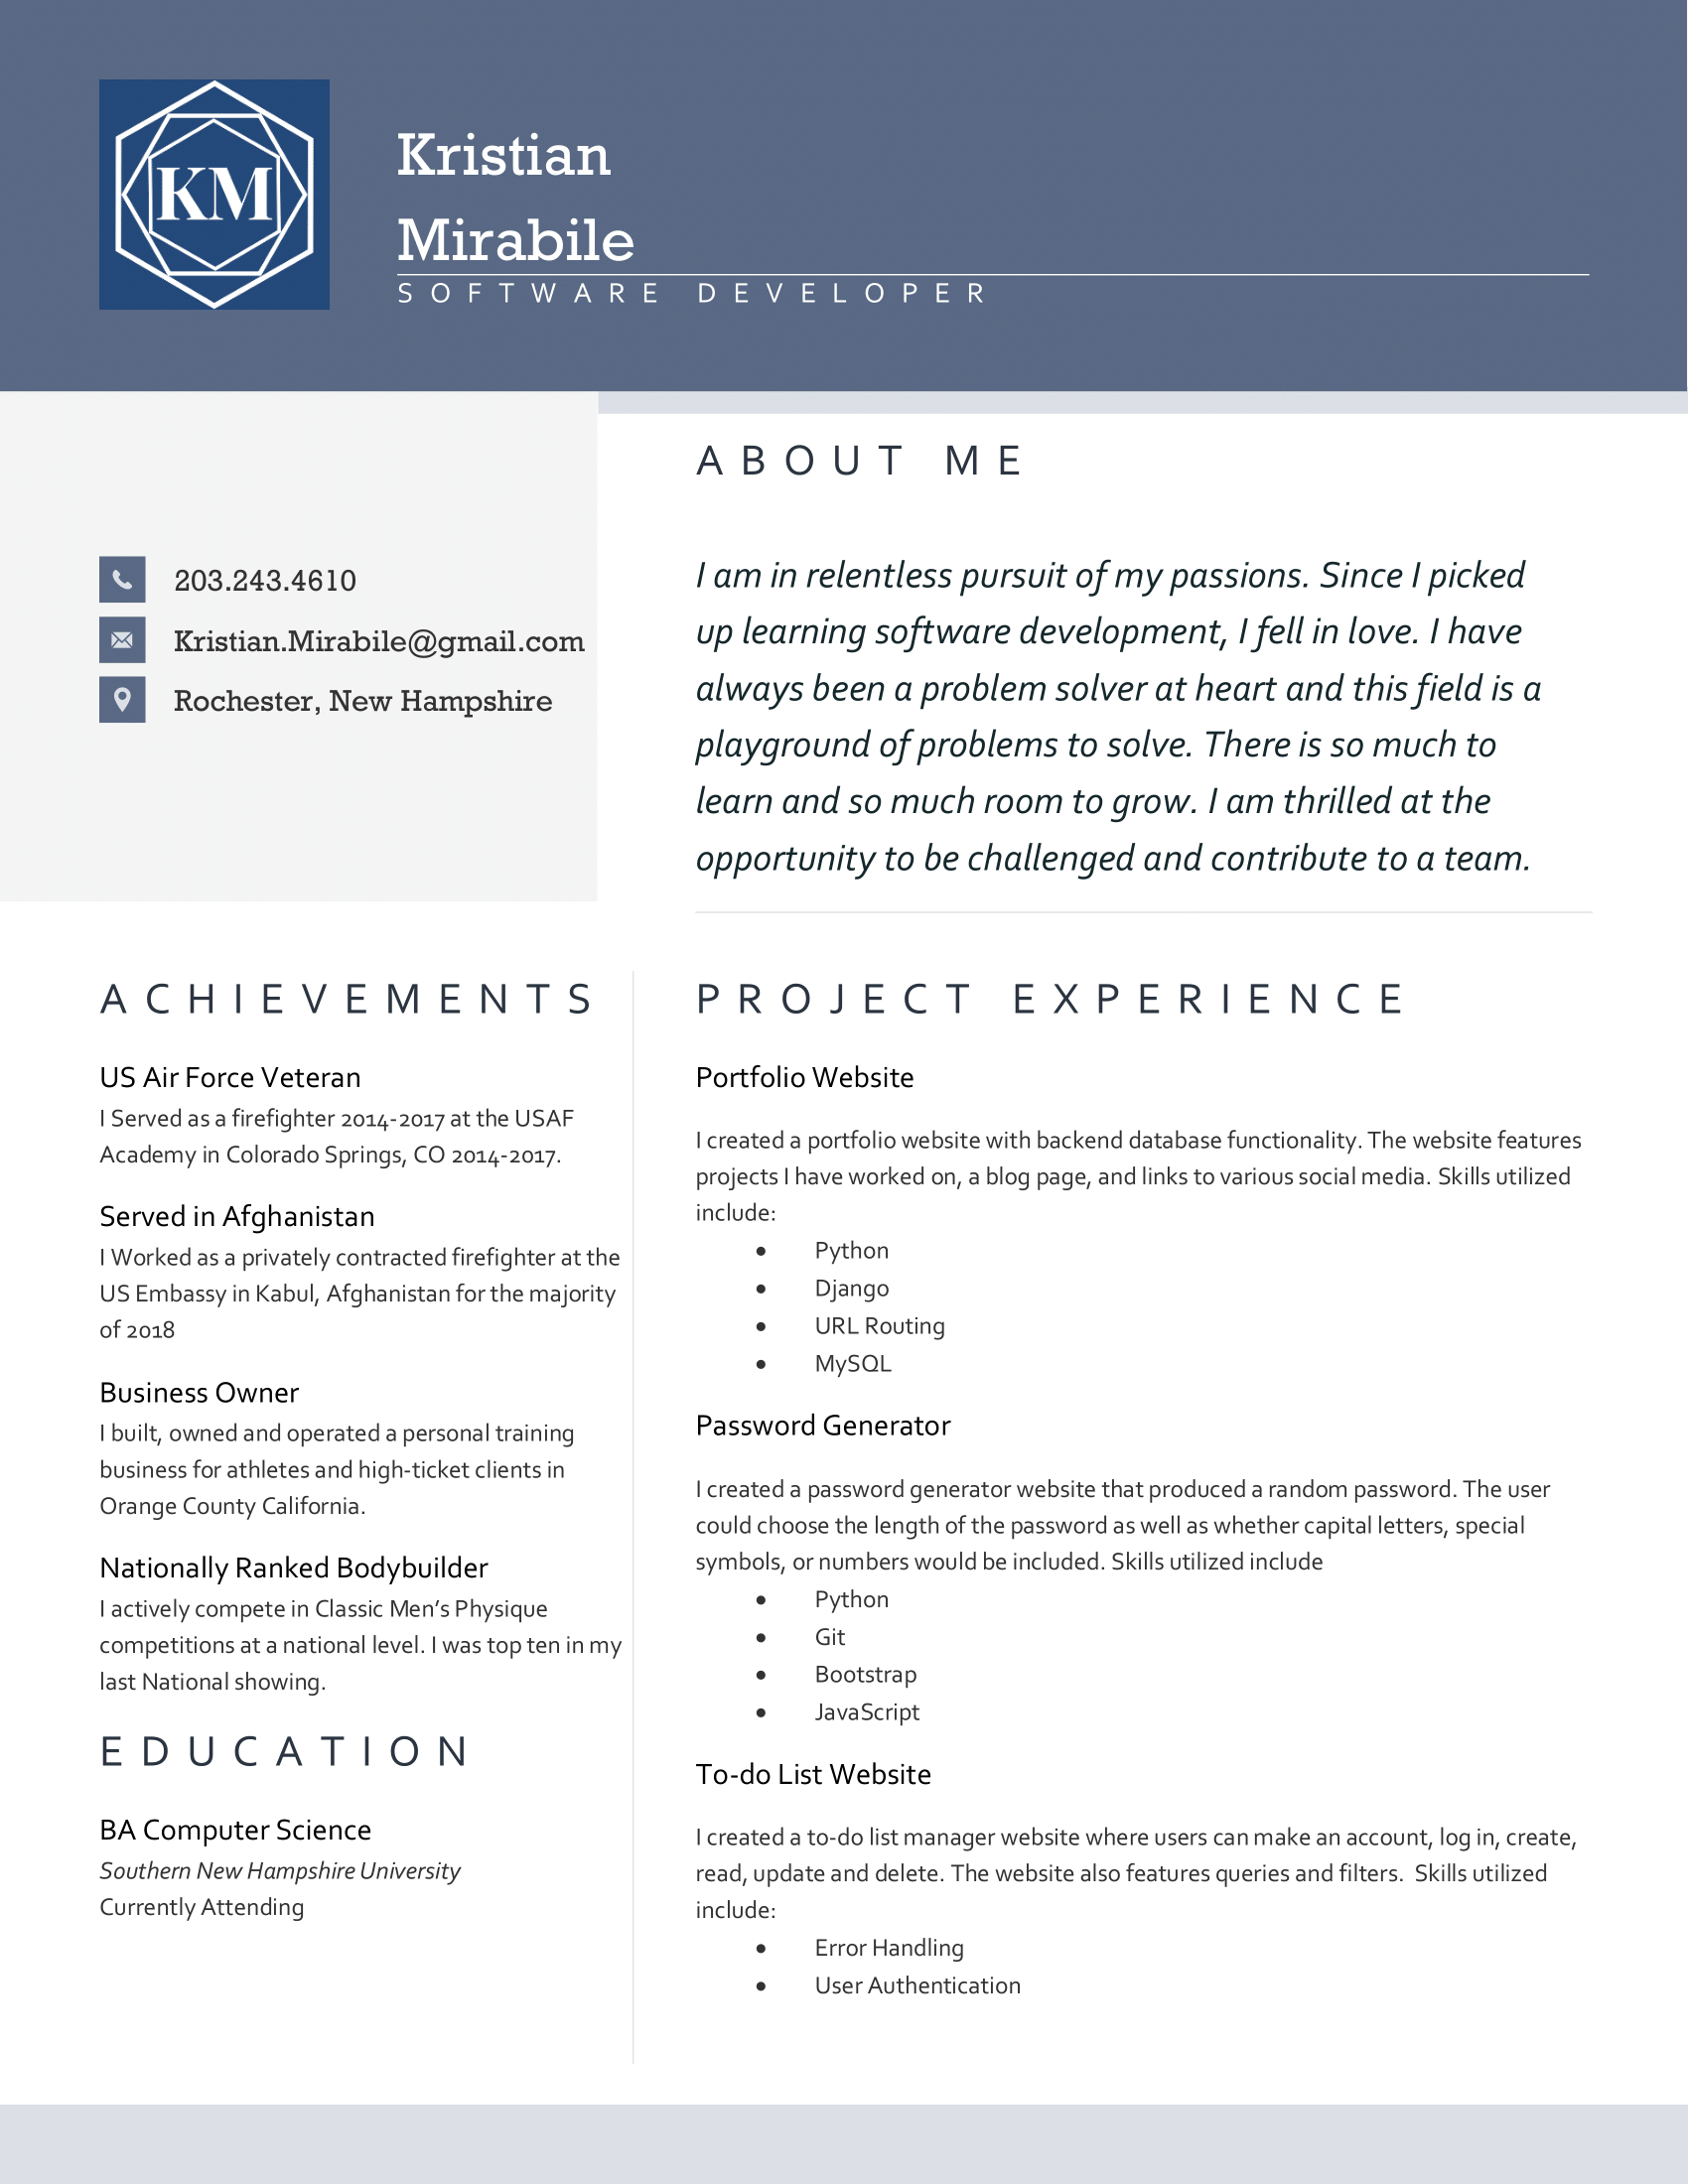 KM
Kristian
Mirabile
SOFTWARE DEVELOPER
203.243.4610
Kristian.Mirabile@gmail.com
Rochester, New Hampshire
ABOUT ME
I am in relentless pursuit of my passions. Since I picked
up learning software development, I fell in love. I have
always been a problem solver at heart and this field is a
playground of problems to solve. There is so much to
learn and so much room to grow. I am thrilled at the
opportunity to be challenged and contribute to a team.
ACHIEVEMENTS
US Air Force Veteran
I Served as a firefighter 2014-2017 at the USAF
Academy in Colorado Springs, CO 2014-2017.
Served in Afghanistan
I Worked as a privately contracted firefighter at the
US Embassy in Kabul, Afghanistan for the majority
of 2018
Business Owner
I built, owned and operated a personal training
business for athletes and high-ticket clients in
Orange County California.
Nationally Ranked Bodybuilder
I actively compete in Classic Men’s Physique
competitions at a national level. I was top ten in my
last National showing.
EDUCATION
BA Computer Science
Southern New Hampshire University
Currently Attending
PROJECT EXPERIENCE
Portfolio Website
I created a portfolio website with backend database functionality. The website features
projects I have worked on, a blog page, and links to various social media. Skills utilized
include:
• Python
• Django
• URL Routing
• MySQL
Password Generator
I created a password generator website that produced a random password. The user
could choose the length of the password as well as whether capital letters, special
symbols, or numbers would be included. Skills utilized include
• Python
• Git
• Bootstrap
• JavaScript
To-do List Website
I created a to-do list manager website where users can make an account, log in, create,
read, update and delete. The website also features queries and filters.  Skills utilized
include:
• Error Handling
• User Authentication